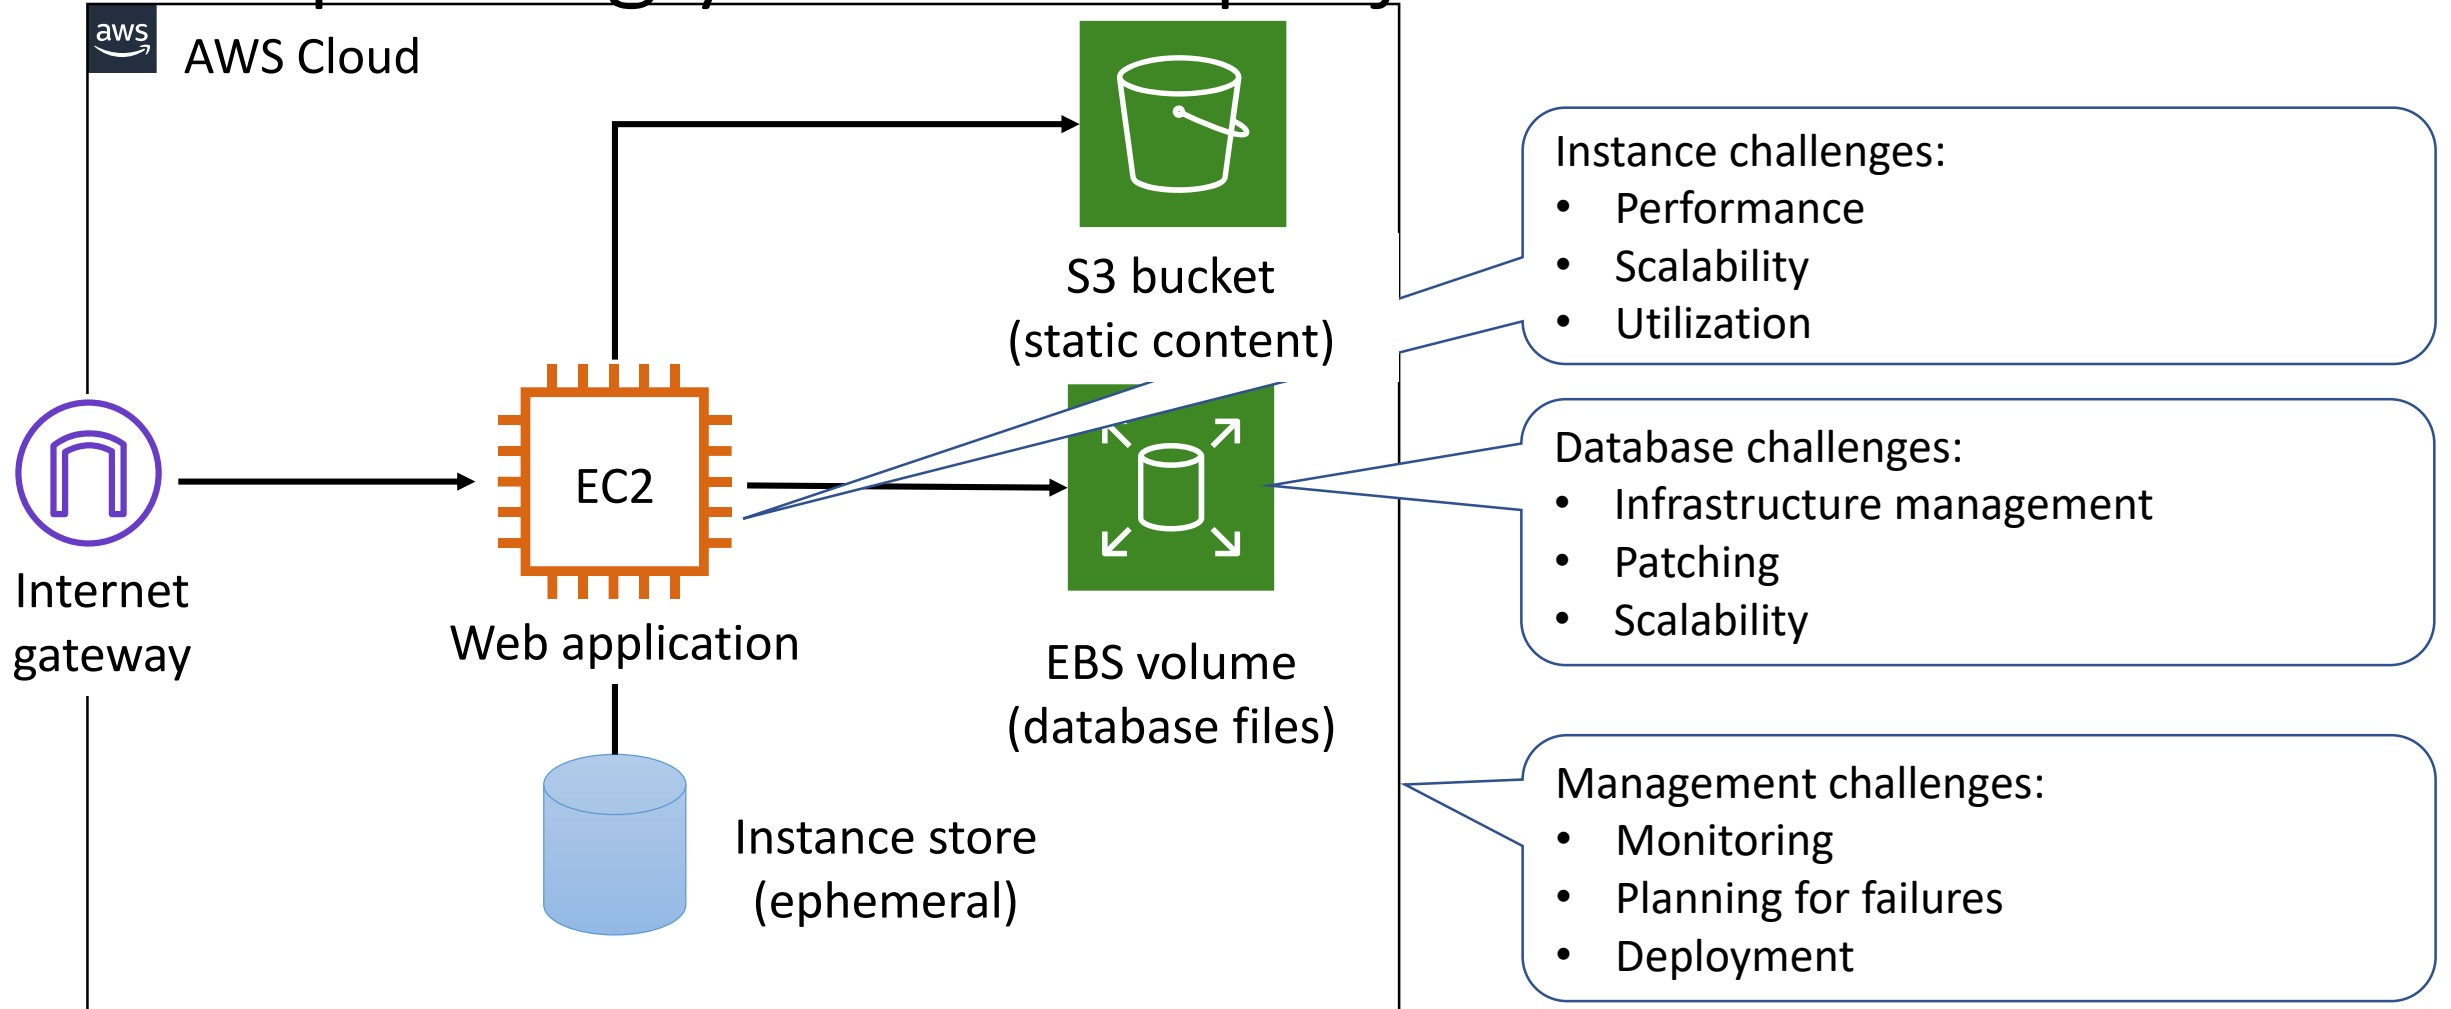 aws
AWS Cloud
S3 bucket
(static content)
EC2
Web application
Internet
gateway
EBS volume
(database files)
Instance store
(ephemeral)
Instance challenges:
• Performance
• Scalability
• Utilization
Database challenges:
• Infrastructure management
• Patching
• Scalability
Management challenges:
• Monitoring
• Planning for failures
• Deployment